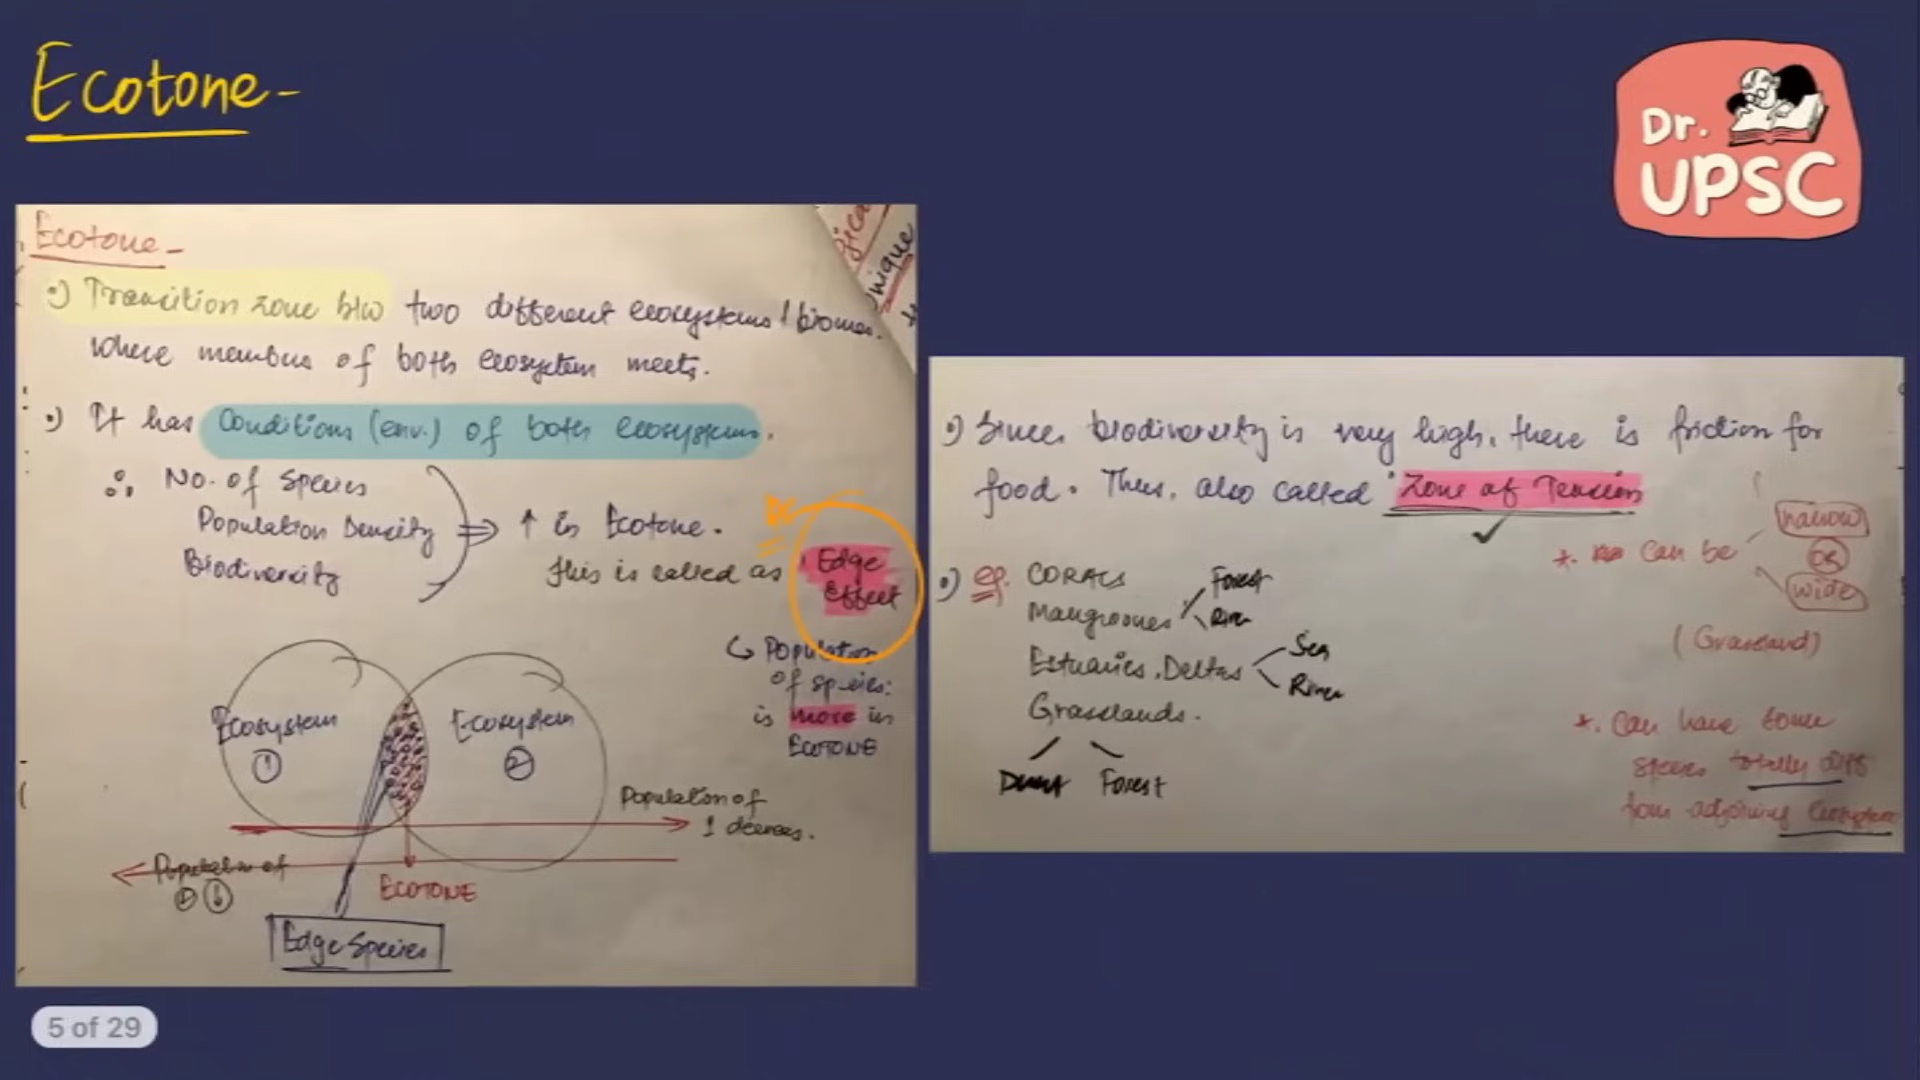 Ecotone-
Dr.
UPSC
Ecotone-
Transition zone b/w two different ecosystems / biomes.
where members of both ecosystem meets.
It has Conditions (env.) of both ecosystems.
∴ No. of Species
Population Density
Biodiversity
⇒ ↑ in Ecotone.
this is called as Edge
Effect
↳ Population
of species:
is more in
ECOTONE
Ecosystem
①
Ecosystem
②
Population of
1 decreases.
Population of
②
ECOTONE
Edge Species
unique
Since, biodiversity is very high, there is friction for
food. Thus, also called 'Zone of Tension
eg. CORALS
Mangroves
Forest
River
Estuaries, Deltas
Sea
River
Grasslands.
Forest
*. can be
narrow
OR
wide
(Grassland)
*. Can have some
species totally diff
from adjoining Ecosystem
5 of 29